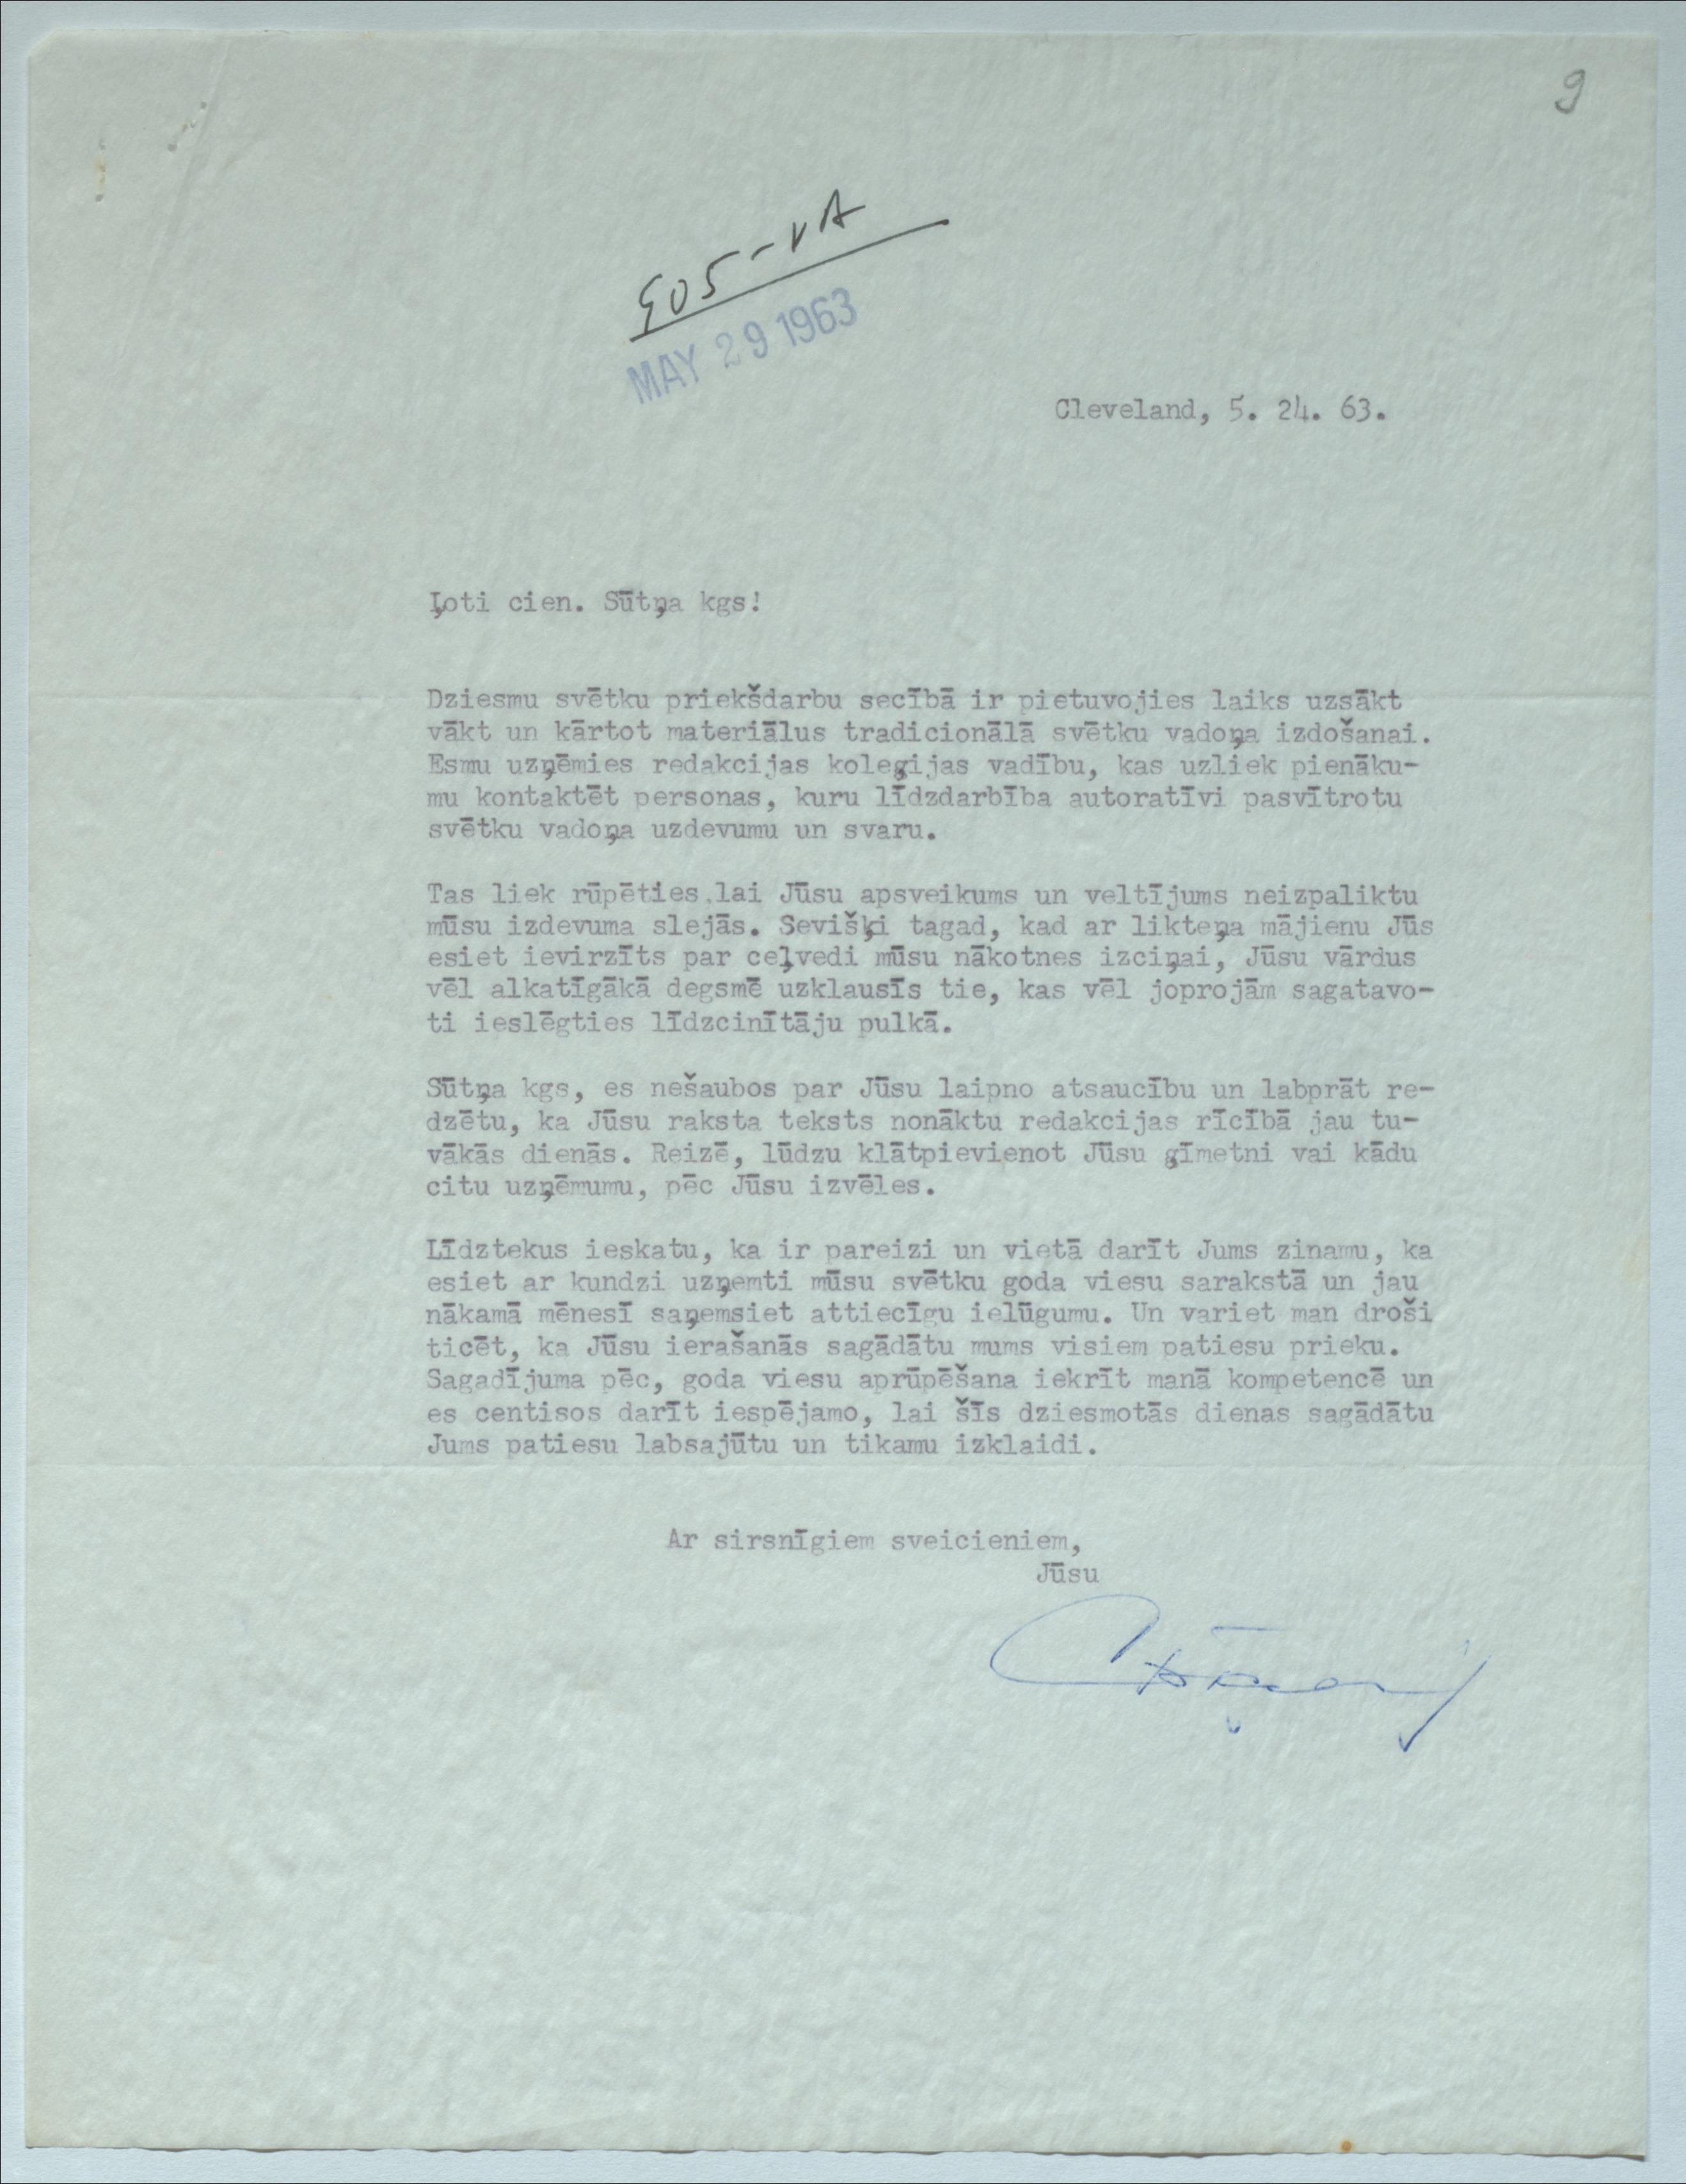 9
905-VA
MAY 29 1963
Cleveland, 5. 24. 63.
Ļoti cien. Sūtņa kgs!
Dziesmu svētku priekšdarbu secībā ir pietuvojies laiks uzsākt
vākt un kārtot materiālus tradicionālā svētku vadoņa izdošanai.
Esmu uzņēmies redakcijas koleģijas vadību, kas uzliek pienāku-
mu kontaktēt personas, kuru līdzdarbība autoratīvi pasvītrotu
svētku vadoņa uzdevumu un svaru.
Tas liek rūpēties,lai Jūsu apsveikums un veltījums neizpaliktu
mūsu izdevuma slejās. Sevišķi tagad, kad ar likteņa mājienu Jūs
esiet ievirzīts par ceļvedi mūsu nākotnes izciņai, Jūsu vārdus
vēl alkatīgākā degsmē uzklausīs tie, kas vēl joprojām sagatavo-
ti ieslēgties līdzcinītāju pulkā.
Sūtņa kgs, es nešaubos par Jūsu laipno atsaucību un labprāt re-
dzētu, ka Jūsu raksta teksts nonāktu redakcijas rīcībā jau tu-
vākās dienās. Reizē, lūdzu klātpievienot Jūsu ģīmetni vai kādu
citu uzņēmumu, pēc Jūsu izvēles.
Līdztekus ieskatu, ka ir pareizi un vietā darīt Jums zinamu, ka
esiet ar kundzi uzņemti mūsu svētku goda viesu sarakstā un jau
nākamā mēnesī saņemsiet attiecīgu ielūgumu. Un variet man droši
ticēt, ka Jūsu ierašanās sagādātu mums visiem patiesu prieku.
Sagadījuma pēc, goda viesu aprūpēšana iekrīt manā kompetencē un
es centisos darīt iespējamo, lai šīs dziesmotās dienas sagādātu
Jums patiesu labsajūtu un tikamu izklaidi.
Ar sirsnīgiem sveicieniem,
Jūsu